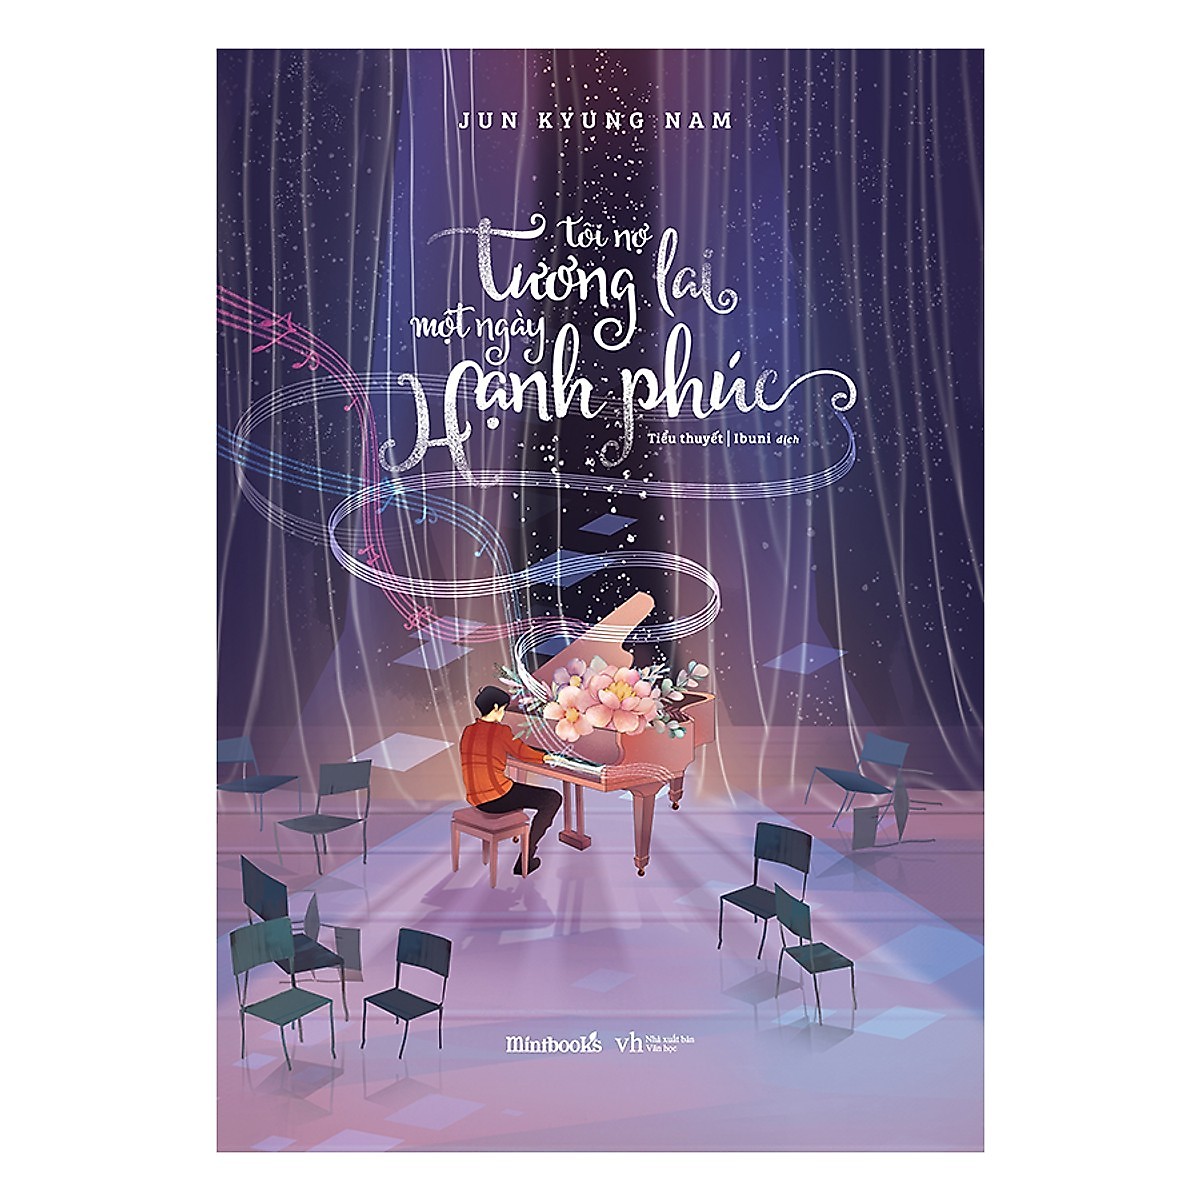 JUN KYUNG NAM
tôi nợ
Tương lai
một ngày
Hạnh phúc
Tiểu thuyết | Ibuni dịch
mintbooks vh Nhà xuất bản
Văn học